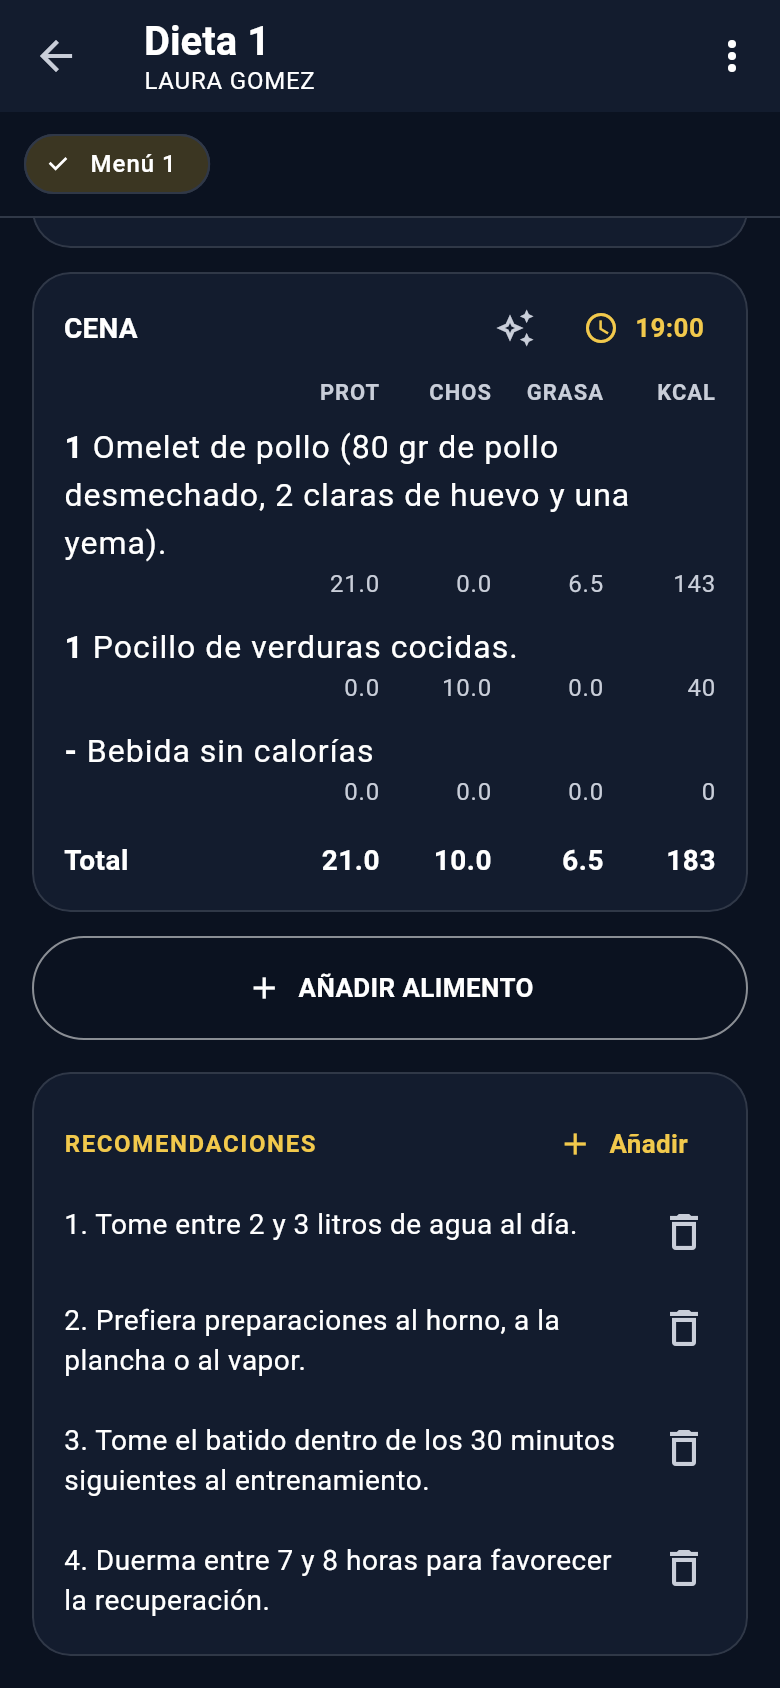 Dieta 1
LAURA GOMEZ
Menú 1
CENA 19:00
PROT CHOS GRASA KCAL
1 Omelet de pollo (80 gr de pollo
desmechado, 2 claras de huevo y una
yema).
21.0 0.0 6.5 143
1 Pocillo de verduras cocidas.
0.0 10.0 0.0 40
- Bebida sin calorías
0.0 0.0 0.0 0
Total 21.0 10.0 6.5 183
+ AÑADIR ALIMENTO
RECOMENDACIONES + Añadir
1. Tome entre 2 y 3 litros de agua al día.
2. Prefiera preparaciones al horno, a la
plancha o al vapor.
3. Tome el batido dentro de los 30 minutos
siguientes al entrenamiento.
4. Duerma entre 7 y 8 horas para favorecer
la recuperación.